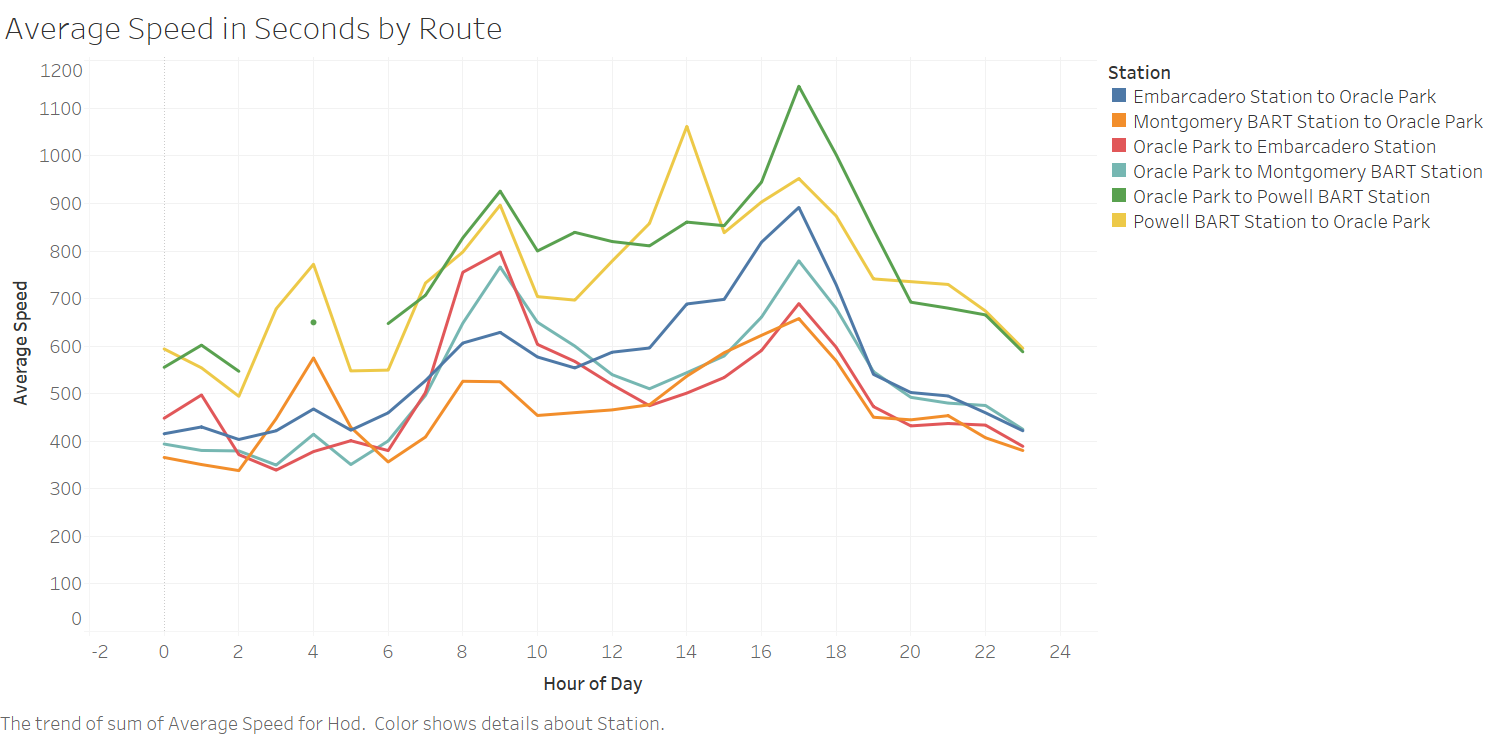 Average Speed in Seconds by Route
Station
Embarcadero Station to Oracle Park
Montgomery BART Station to Oracle Park
Oracle Park to Embarcadero Station
Oracle Park to Montgomery BART Station
Oracle Park to Powell BART Station
Powell BART Station to Oracle Park
Average Speed
1200
1100
1000
900
800
700
600
500
400
300
200
100
0
-2 0 2 4 6 8 10 12 14 16 18 20 22 24
Hour of Day
The trend of sum of Average Speed for Hod. Color shows details about Station.